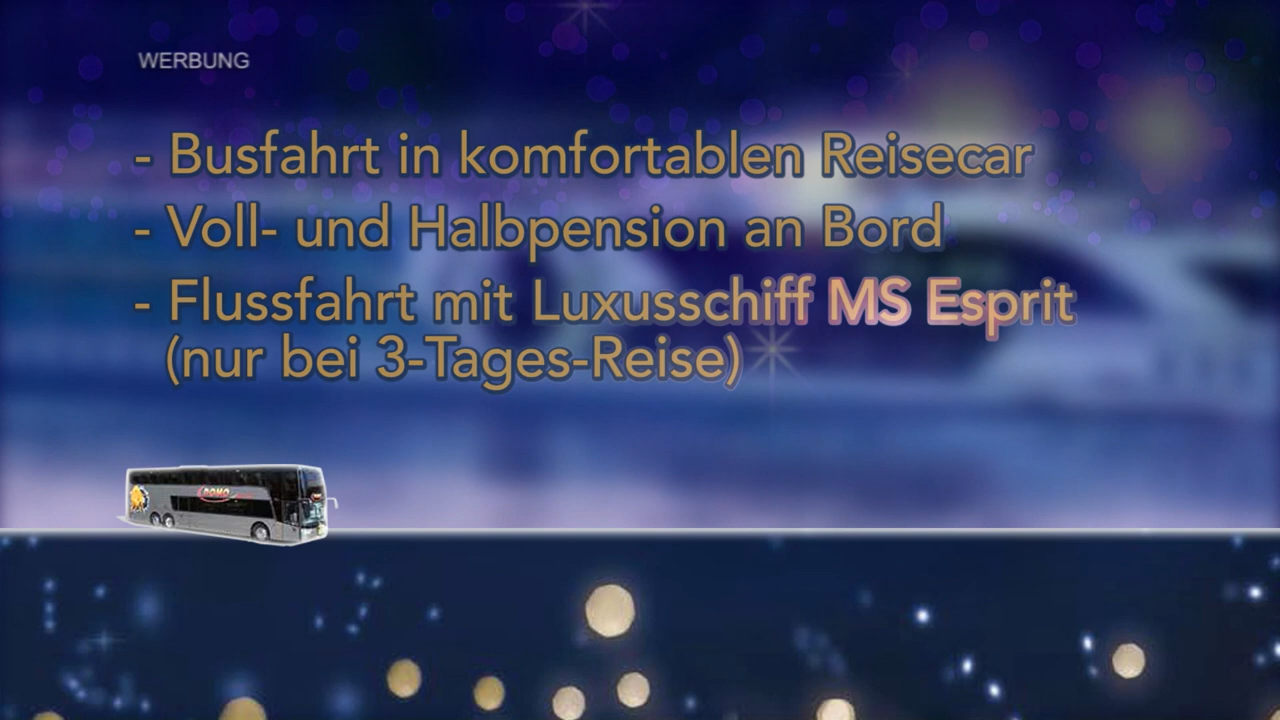 WERBUNG
- Busfahrt in komfortablen Reisecar
- Voll- und Halbpension an Bord
- Flussfahrt mit Luxusschiff MS Esprit
(nur bei 3-Tages-Reise)
DOMO